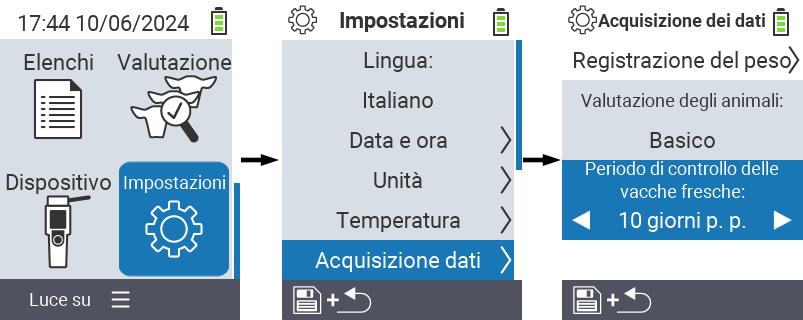 17:44 10/06/2024
Elenchi Valutazione
Dispositivo Impostazioni
Luce su
Impostazioni
Lingua:
Italiano
Data e ora
Unità
Temperatura
Acquisizione dati
+
Acquisizione dei dati
Registrazione del peso
Valutazione degli animali:
Basico
Periodo di controllo delle
vacche fresche:
10 giorni p. p.
+